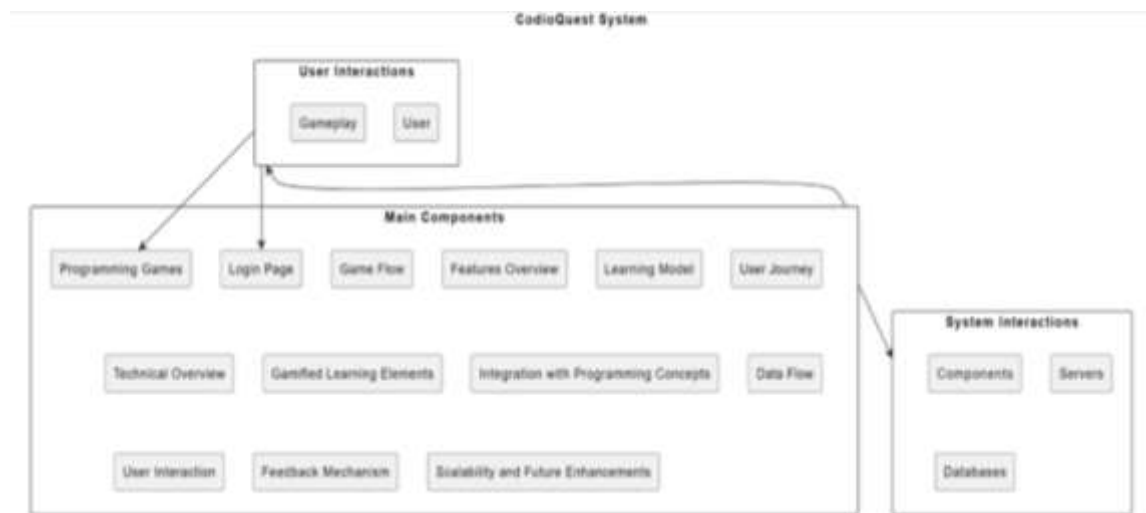 CodioQuest System
User Interactions
Gameplay User
Main Components
Programming Games Login Page Game Flow Features Overview Learning Model User Journey
Technical Overview Gamified Learning Elements Integration with Programming Concepts Data Flow
User Interaction Feedback Mechanism Scalability and Future Enhancements
System Interactions
Components Servers
Databases